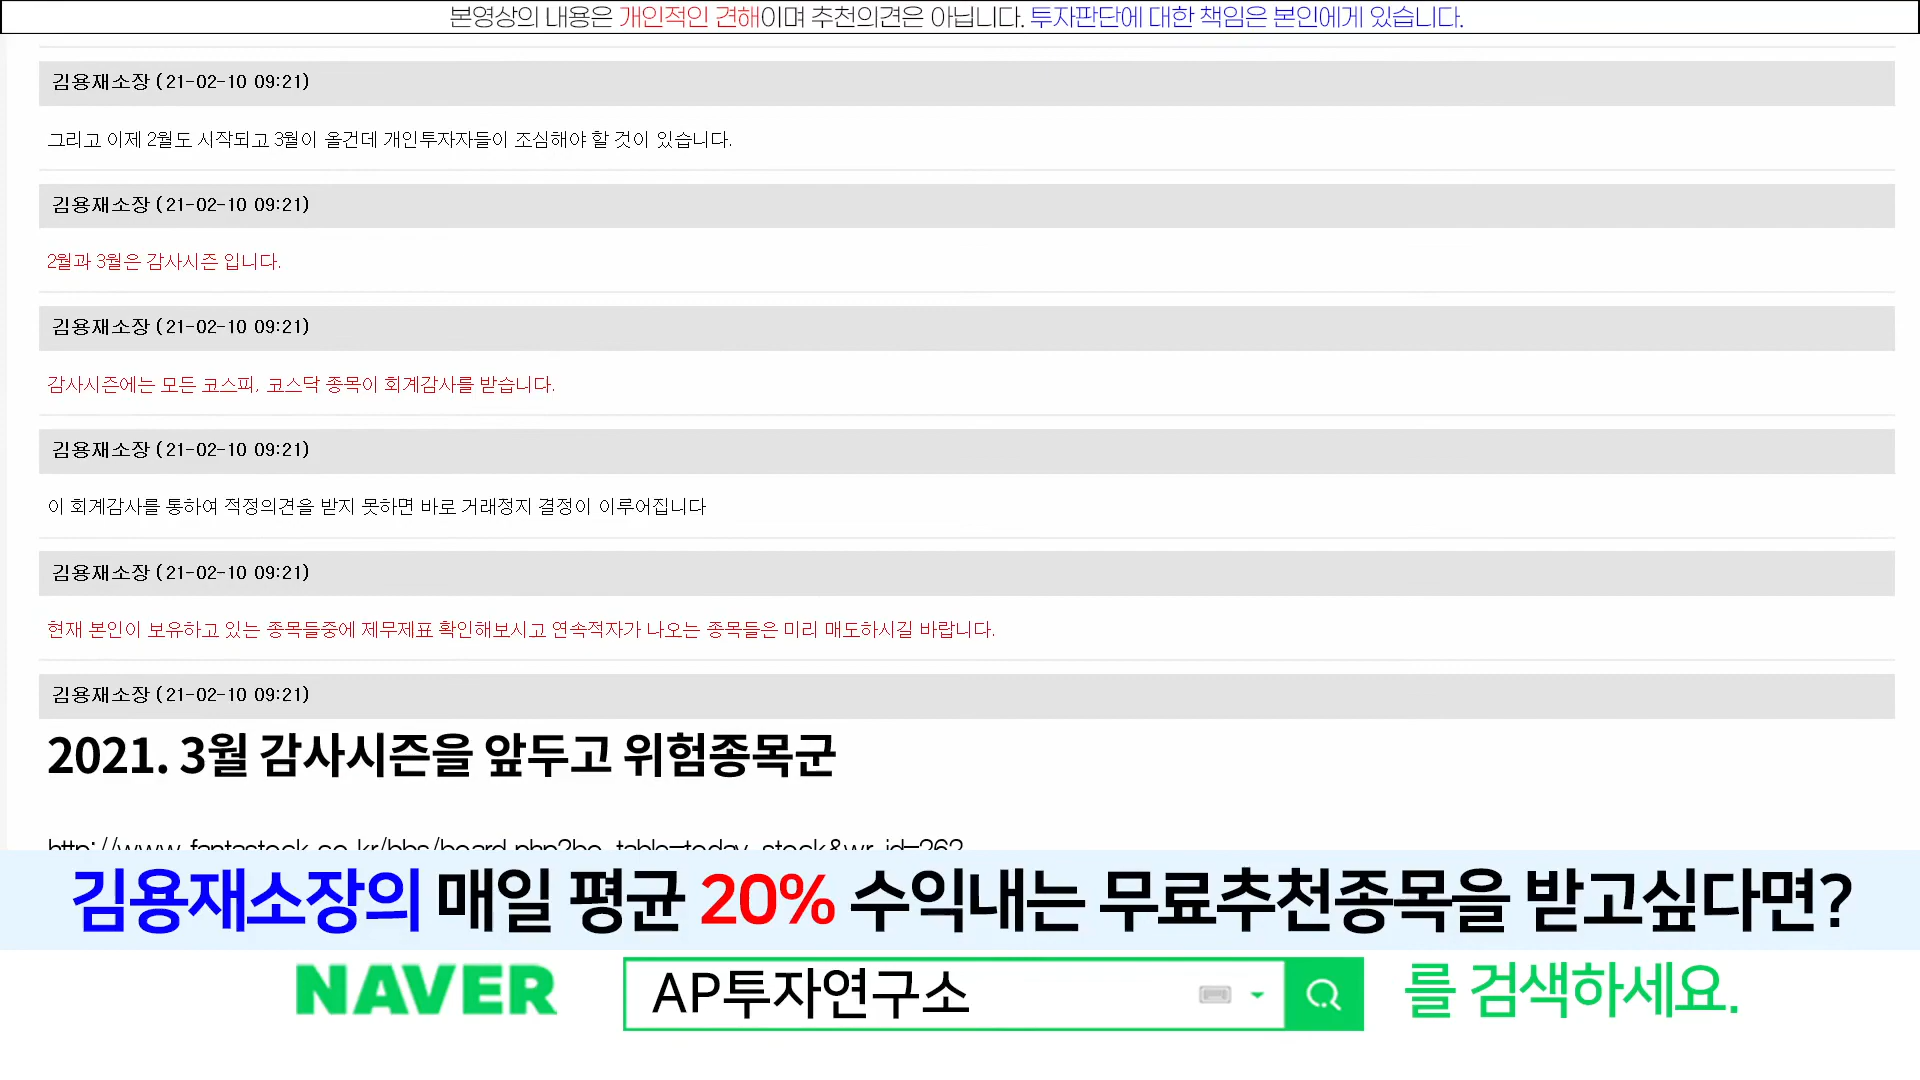 본영상의 내용은 개인적인 견해이며 추천의견은 아닙니다. 투자판단에 대한 책임은 본인에게 있습니다.
김용재소장 (21-02-10 09:21)
그리고 이제 2월도 시작되고 3월이 올건데 개인투자자들이 조심해야 할 것이 있습니다.
김용재소장 (21-02-10 09:21)
2월과 3월은 감사시즌 입니다.
김용재소장 (21-02-10 09:21)
감사시즌에는 모든 코스피, 코스닥 종목이 회계감사를 받습니다.
김용재소장 (21-02-10 09:21)
이 회계감사를 통하여 적정의견을 받지 못하면 바로 거래정지 결정이 이루어집니다
김용재소장 (21-02-10 09:21)
현재 본인이 보유하고 있는 종목들중에 제무제표 확인해보시고 연속적자가 나오는 종목들은 미리 매도하시길 바랍니다.
김용재소장 (21-02-10 09:21)
2021. 3월 감사시즌을 앞두고 위험종목군
http://www.fantastock.co.kr/bbs/board.php?bo_table=today_stock&wr_id=262
김용재소장의 매일 평균 20% 수익내는 무료추천종목을 받고싶다면?
NAVER AP투자연구소 를 검색하세요.